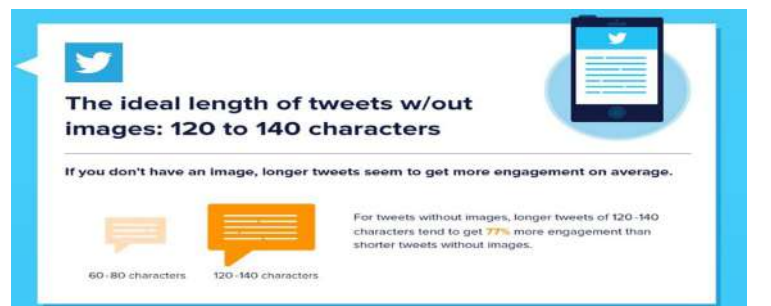 The ideal length of tweets w/out
images: 120 to 140 characters
If you don't have an image, longer tweets seem to get more engagement on average.
For tweets without images, longer tweets of 120-140
characters tend to get 77% more engagement than
shorter tweets without images.
60-80 characters
120-140 characters